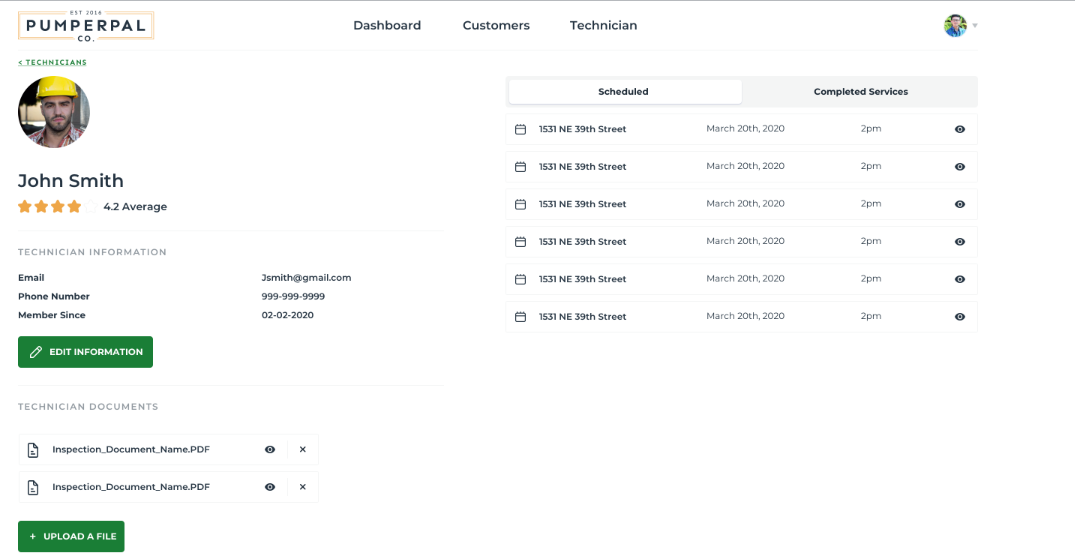 EST 2016
PUMPERPAL
CO.
Dashboard Customers Technician
< TECHNICIANS
John Smith
4.2 Average
TECHNICIAN INFORMATION
Email Jsmith@gmail.com
Phone Number 999-999-9999
Member Since 02-02-2020
EDIT INFORMATION
TECHNICIAN DOCUMENTS
Inspection_Document_Name.PDF
Inspection_Document_Name.PDF
+ UPLOAD A FILE
Scheduled Completed Services
1531 NE 39th Street March 20th, 2020 2pm
1531 NE 39th Street March 20th, 2020 2pm
1531 NE 39th Street March 20th, 2020 2pm
1531 NE 39th Street March 20th, 2020 2pm
1531 NE 39th Street March 20th, 2020 2pm
1531 NE 39th Street March 20th, 2020 2pm